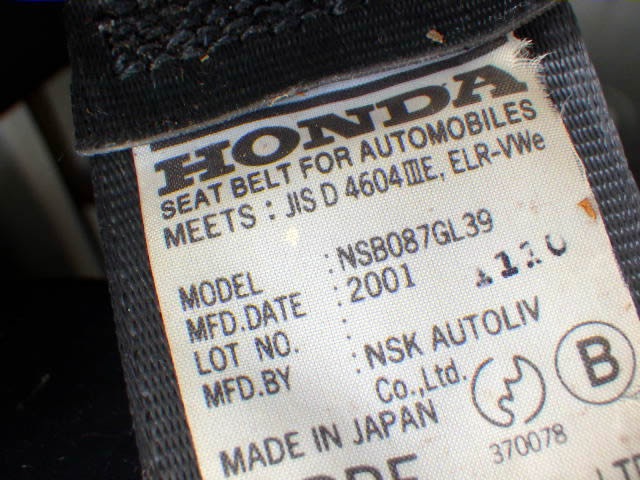 HONDA
SEAT BELT FOR AUTOMOBILES
MEETS : JIS D 4604ⅢE, ELR-VWe
MODEL : NSB087GL39
MFD.DATE : 2001
LOT NO. :
MFD.BY : NSK AUTOLIV
Co.,Ltd.
MADE IN JAPAN
B
370078